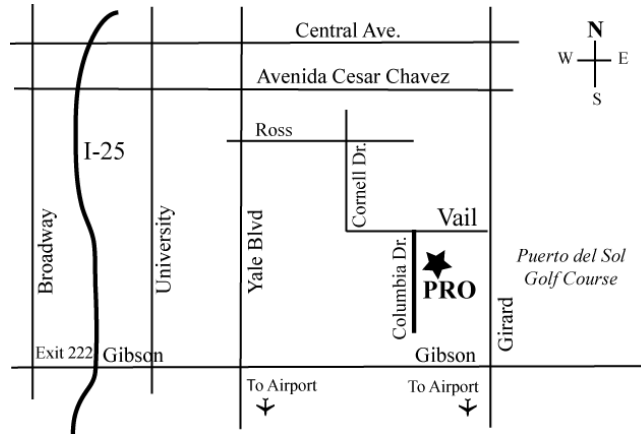 Central Ave.
N
W
E
S
Avenida Cesar Chavez
Ross
I-25
Cornell Dr.
Vail
Broadway
University
Yale Blvd
Columbia Dr.
PRO
Girard
Puerto del Sol
Golf Course
Exit 222
Gibson
Gibson
To Airport
To Airport